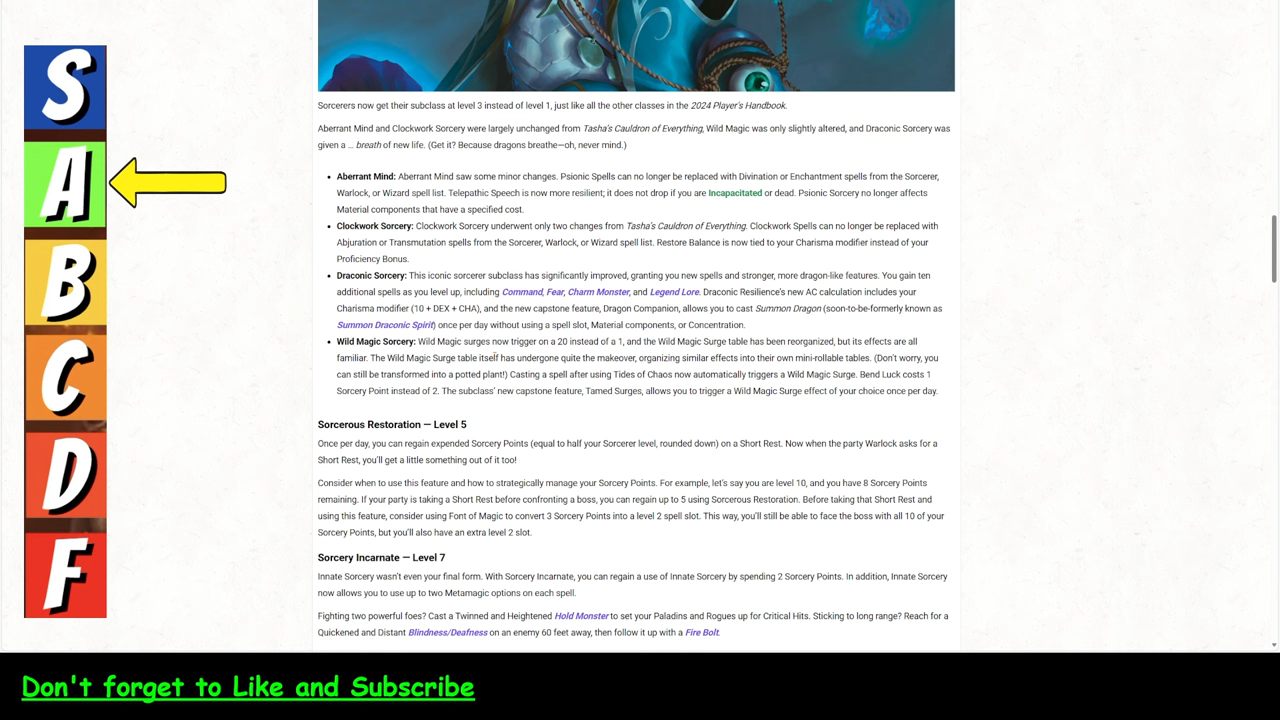 S
A
B
C
D
F
Sorcerers now get their subclass at level 3 instead of level 1, just like all the other classes in the 2024 Player's Handbook.
Aberrant Mind and Clockwork Sorcery were largely unchanged from Tasha's Cauldron of Everything, Wild Magic was only slightly altered, and Draconic Sorcery was
given a ... breath of new life. (Get it? Because dragons breathe—oh, never mind.)
• Aberrant Mind: Aberrant Mind saw some minor changes. Psionic Spells can no longer be replaced with Divination or Enchantment spells from the Sorcerer,
Warlock, or Wizard spell list. Telepathic Speech is now more resilient; it does not drop if you are Incapacitated or dead. Psionic Sorcery no longer affects
Material components that have a specified cost.
• Clockwork Sorcery: Clockwork Sorcery underwent only two changes from Tasha's Cauldron of Everything. Clockwork Spells can no longer be replaced with
Abjuration or Transmutation spells from the Sorcerer, Warlock, or Wizard spell list. Restore Balance is now tied to your Charisma modifier instead of your
Proficiency Bonus.
• Draconic Sorcery: This iconic sorcerer subclass has significantly improved, granting you new spells and stronger, more dragon-like features. You gain ten
additional spells as you level up, including Command, Fear, Charm Monster, and Legend Lore. Draconic Resilience's new AC calculation includes your
Charisma modifier (10 + DEX + CHA), and the new capstone feature, Dragon Companion, allows you to cast Summon Dragon (soon-to-be-formerly known as
Summon Draconic Spirit) once per day without using a spell slot, Material components, or Concentration.
• Wild Magic Sorcery: Wild Magic surges now trigger on a 20 instead of a 1, and the Wild Magic Surge table has been reorganized, but its effects are all
familiar. The Wild Magic Surge table itself has undergone quite the makeover, organizing similar effects into their own mini-rollable tables. (Don't worry, you
can still be transformed into a potted plant!) Casting a spell after using Tides of Chaos now automatically triggers a Wild Magic Surge. Bend Luck costs 1
Sorcery Point instead of 2. The subclass' new capstone feature, Tamed Surges, allows you to trigger a Wild Magic Surge effect of your choice once per day.
Sorcerous Restoration — Level 5
Once per day, you can regain expended Sorcery Points (equal to half your Sorcerer level, rounded down) on a Short Rest. Now when the party Warlock asks for a
Short Rest, you'll get a little something out of it too!
Consider when to use this feature and how to strategically manage your Sorcery Points. For example, let's say you are level 10, and you have 8 Sorcery Points
remaining. If your party is taking a Short Rest before confronting a boss, you can regain up to 5 using Sorcerous Restoration. Before taking that Short Rest and
using this feature, consider using Font of Magic to convert 3 Sorcery Points into a level 2 spell slot. This way, you'll still be able to face the boss with all 10 of your
Sorcery Points, but you'll also have an extra level 2 slot.
Sorcery Incarnate — Level 7
Innate Sorcery wasn't even your final form. With Sorcery Incarnate, you can regain a use of Innate Sorcery by spending 2 Sorcery Points. In addition, Innate Sorcery
now allows you to use up to two Metamagic options on each spell.
Fighting two powerful foes? Cast a Twinned and Heightened Hold Monster to set your Paladins and Rogues up for Critical Hits. Sticking to long range? Reach for a
Quickened and Distant Blindness/Deafness on an enemy 60 feet away, then follow it up with a Fire Bolt.
Don't forget to Like and Subscribe